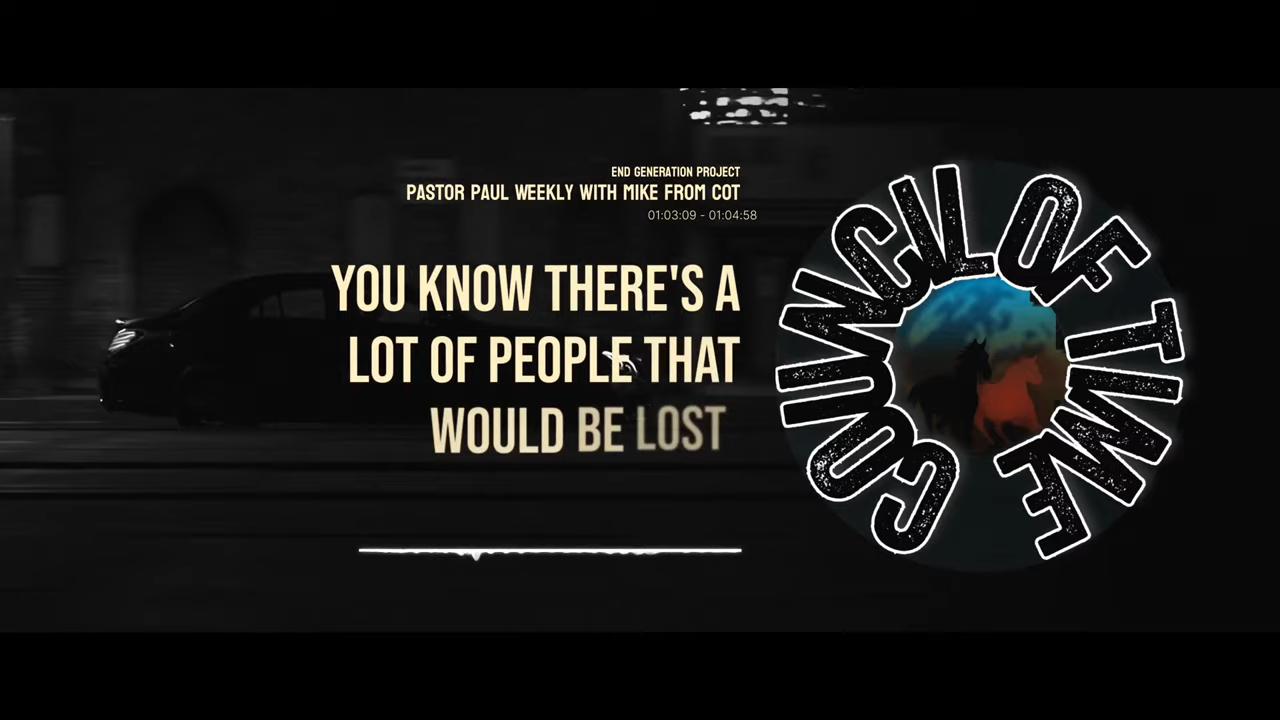 END GENERATION PROJECT
PASTOR PAUL WEEKLY WITH MIKE FROM COT
01:03:09 - 01:04:58
YOU KNOW THERE'S A
LOT OF PEOPLE THAT
WOULD BE LOST
COUNCIL OF TIME